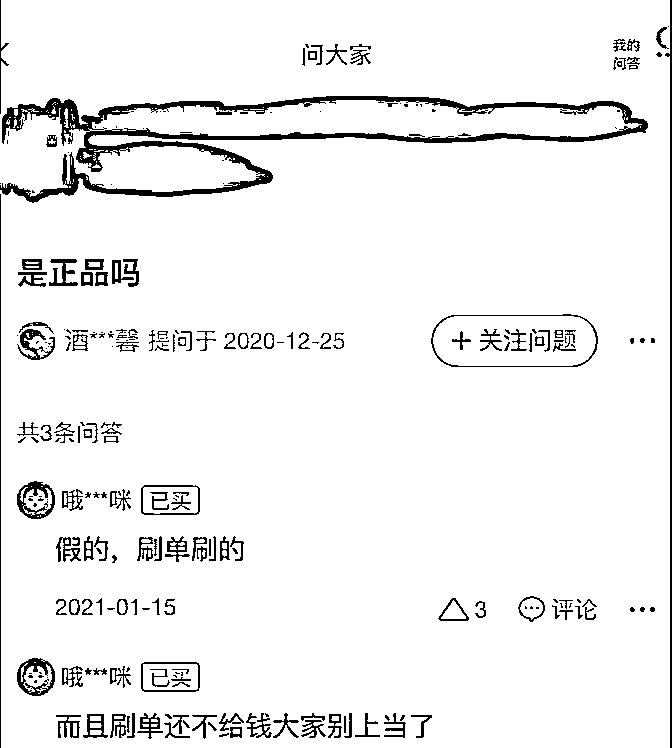 问大家
我的
问答
是正品吗
酒***馨 提问于 2020-12-25
+ 关注问题
共3条问答
哦***咪 已买
假的，刷单刷的
2021-01-15
3
评论
哦***咪 已买
而且刷单还不给钱大家别上当了